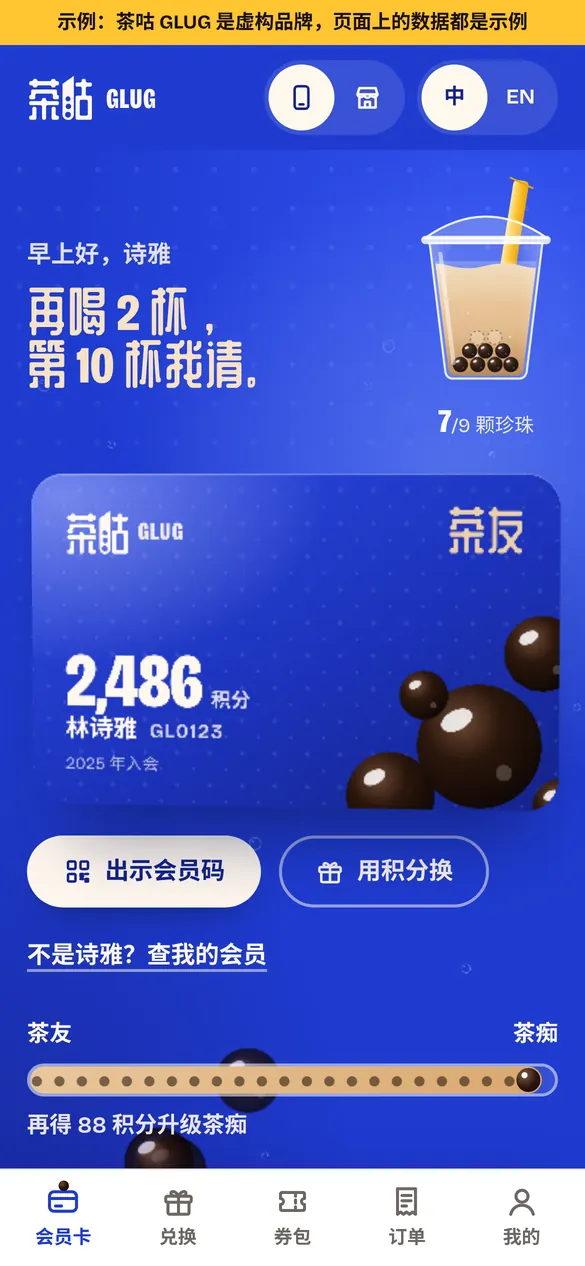 示例：茶咕 GLUG 是虚构品牌，页面上的数据都是示例
茶咕 GLUG
中 EN
早上好，诗雅
再喝 2 杯，
第 10 杯我请。
7/9 颗珍珠
茶咕 GLUG
茶友
2,486 积分
林诗雅 GL0123
2025 年入会
出示会员码
用积分换
不是诗雅？查我的会员
茶友
茶痴
再得 88 积分升级茶痴
会员卡
兑换
券包
订单
我的